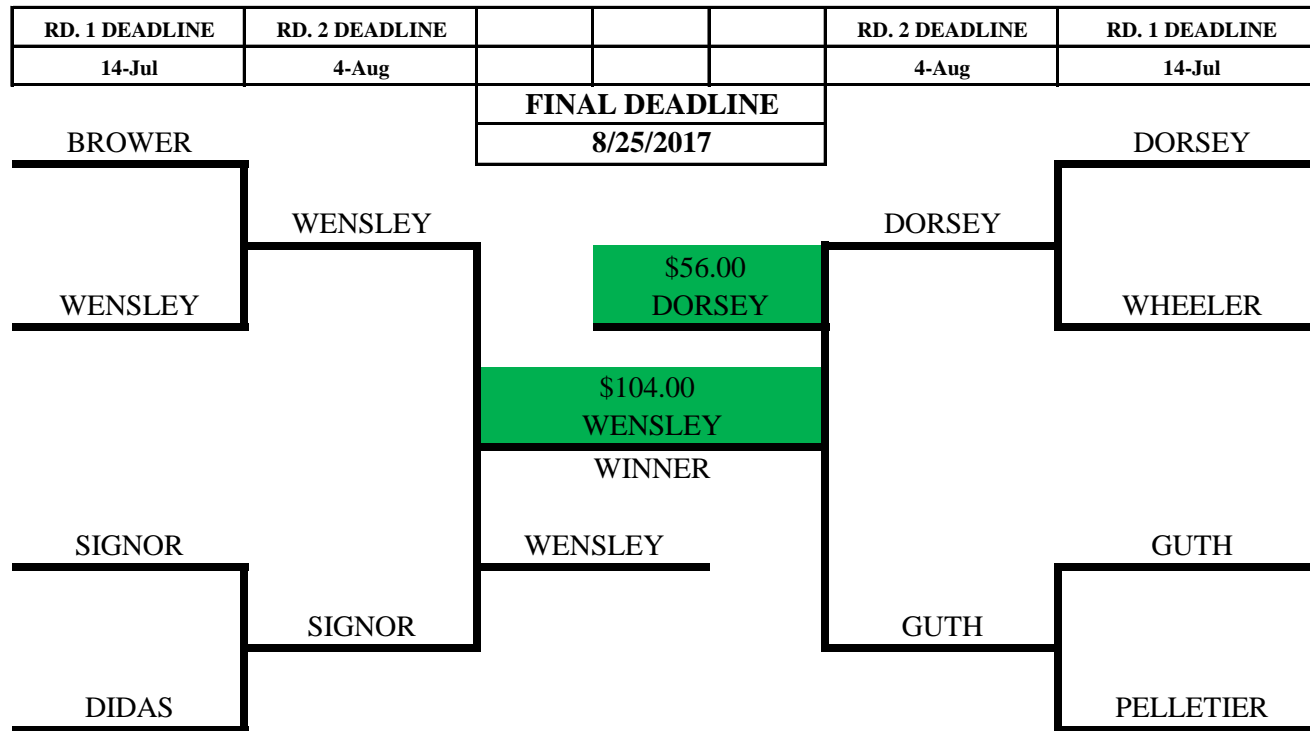 RD. 1 DEADLINE RD. 2 DEADLINE RD. 2 DEADLINE RD. 1 DEADLINE
14-Jul 4-Aug 4-Aug 14-Jul
FINAL DEADLINE
BROWER 8/25/2017 DORSEY
WENSLEY DORSEY
$56.00
WENSLEY DORSEY WHEELER
$104.00
WENSLEY
WINNER
SIGNOR WENSLEY GUTH
SIGNOR GUTH
DIDAS PELLETIER